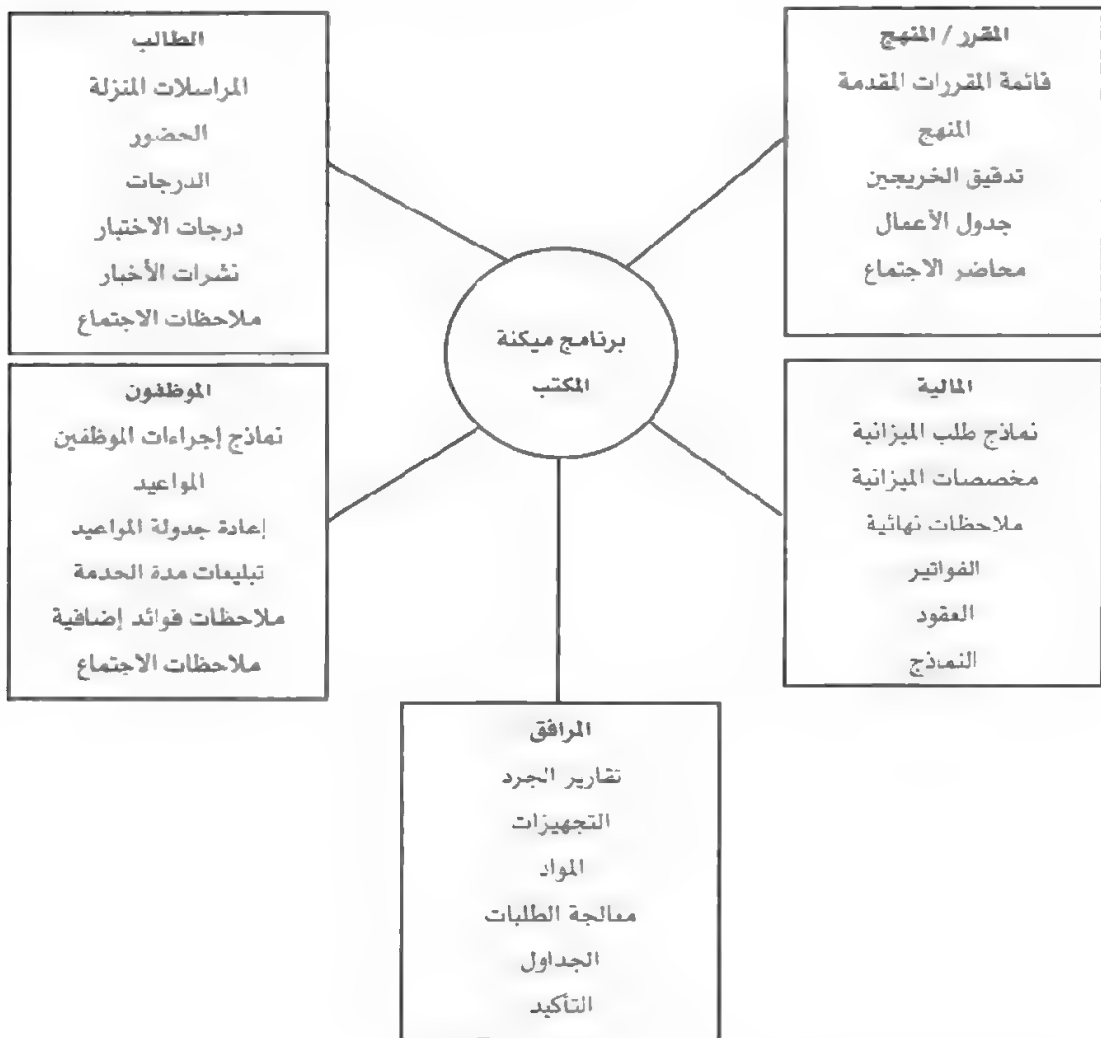 المقرر / المنهج
قائمة المقررات المقدمة
المنهج
تدقيق الخريجين
جدول الأعمال
محاضر الاجتماع
الطالب
المراسلات المنزلة
الحضور
الدرجات
درجات الاختبار
نشرات الأخبار
ملاحظات الاجتماع
برنامج ميكنة
المكتب
المالية
نماذج طلب الميزانية
مخصصات الميزانية
ملاحظات نهائية
الفواتير
العقود
النماذج
الموظفون
نماذج إجراءات الموظفين
المواعيد
إعادة جدولة المواعيد
تبليغات مدة الخدمة
ملاحظات فوائد إضافية
ملاحظات الاجتماع
المرافق
تقارير الجرد
التجهيزات
المواد
معالجة الطلبات
الجداول
التأكيد